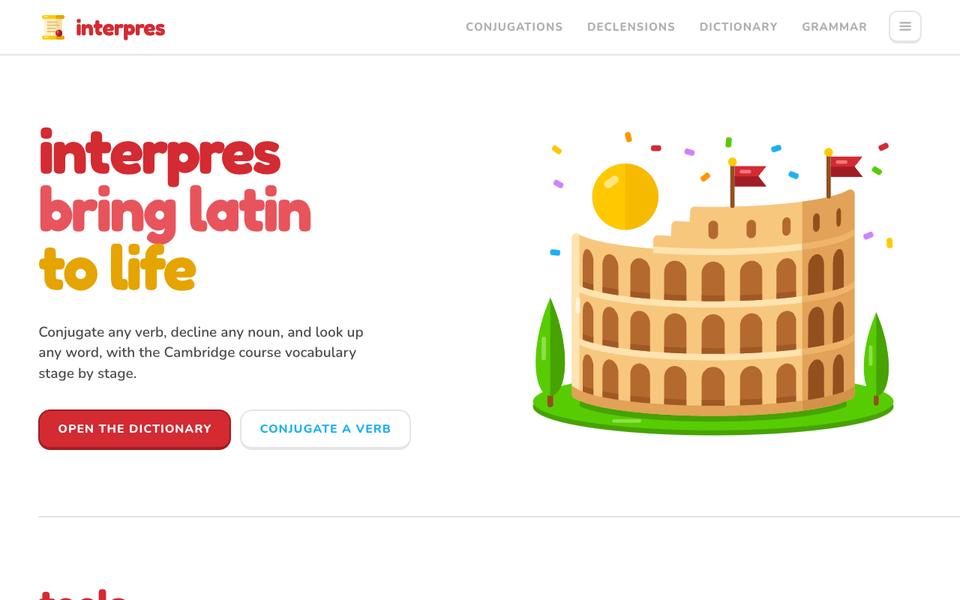 interpres
CONJUGATIONS DECLENSIONS DICTIONARY GRAMMAR
interpres
bring latin
to life
Conjugate any verb, decline any noun, and look up
any word, with the Cambridge course vocabulary
stage by stage.
OPEN THE DICTIONARY CONJUGATE A VERB